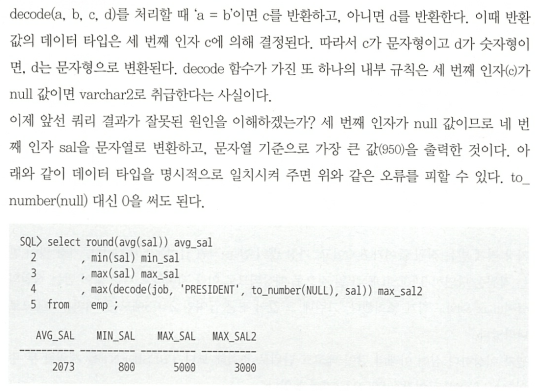 decode(a, b, c, d)를 처리할 때 ‘a = b’이면 c를 반환하고, 아니면 d를 반환한다. 이때 반환
값의 데이터 타입은 세 번째 인자 c에 의해 결정된다. 따라서 c가 문자형이고 d가 숫자형이
면, d는 문자형으로 변환된다. decode 함수가 가진 또 하나의 내부 규칙은 세 번째 인자(c)가
null 값이면 varchar2로 취급한다는 사실이다.
이제 앞선 쿼리 결과가 잘못된 원인을 이해하겠는가? 세 번째 인자가 null 값이므로 네 번
째 인자 sal을 문자열로 변환하고, 문자열 기준으로 가장 큰 값(950)을 출력한 것이다. 아
래와 같이 데이터 타입을 명시적으로 일치시켜 주면 위와 같은 오류를 피할 수 있다. to_
number(null) 대신 0을 써도 된다.
SQL> select round(avg(sal)) avg_sal
2 , min(sal) min_sal
3 , max(sal) max_sal
4 , max(decode(job, 'PRESIDENT', to_number(NULL), sal)) max_sal2
5 from emp ;
AVG_SAL MIN_SAL MAX_SAL MAX_SAL2
---------- ---------- ---------- ----------
2073 800 5000 3000